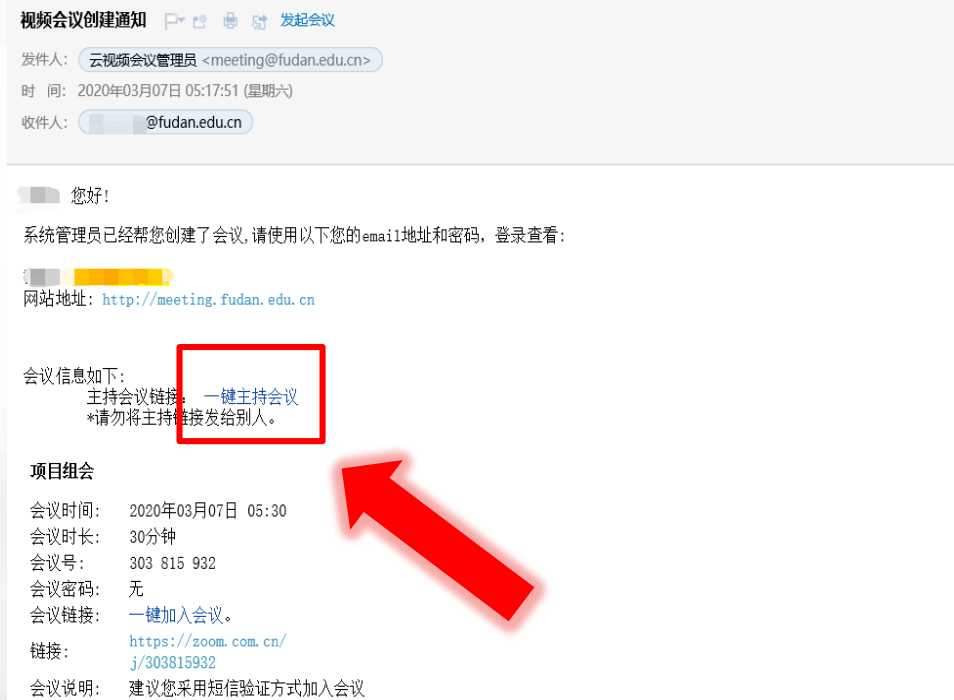 视频会议创建通知 发起会议
发件人： 云视频会议管理员 <meeting@fudan.edu.cn>
时 间： 2020年03月07日 05:17:51 (星期六)
收件人： @fudan.edu.cn
您好！
系统管理员已经帮您创建了会议,请使用以下您的email地址和密码，登录查看：
网站地址：http://meeting.fudan.edu.cn
会议信息如下：
主持会议链接： 一键主持会议
*请勿将主持链接发给别人。
项目组会
会议时间： 2020年03月07日 05:30
会议时长： 30分钟
会议号： 303 815 932
会议密码： 无
会议链接： 一键加入会议。
链接： https://zoom.com.cn/
j/303815932
会议说明： 建议您采用短信验证方式加入会议